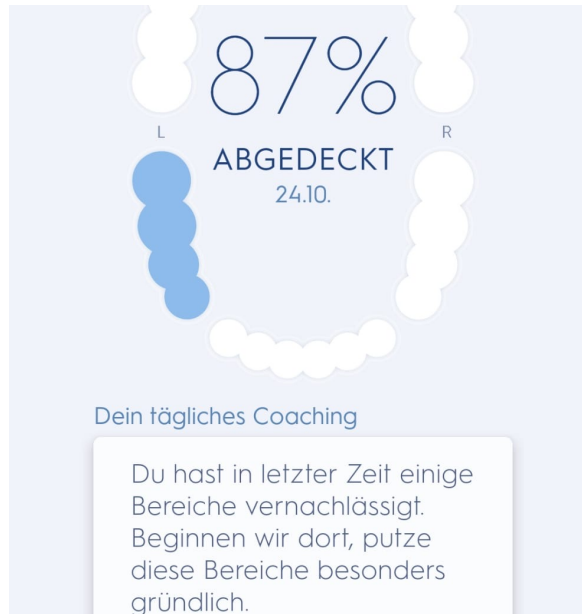 87%
L
R
ABGEDECKT
24.10.
Dein tägliches Coaching
Du hast in letzter Zeit einige
Bereiche vernachlässigt.
Beginnen wir dort, putze
diese Bereiche besonders
gründlich.